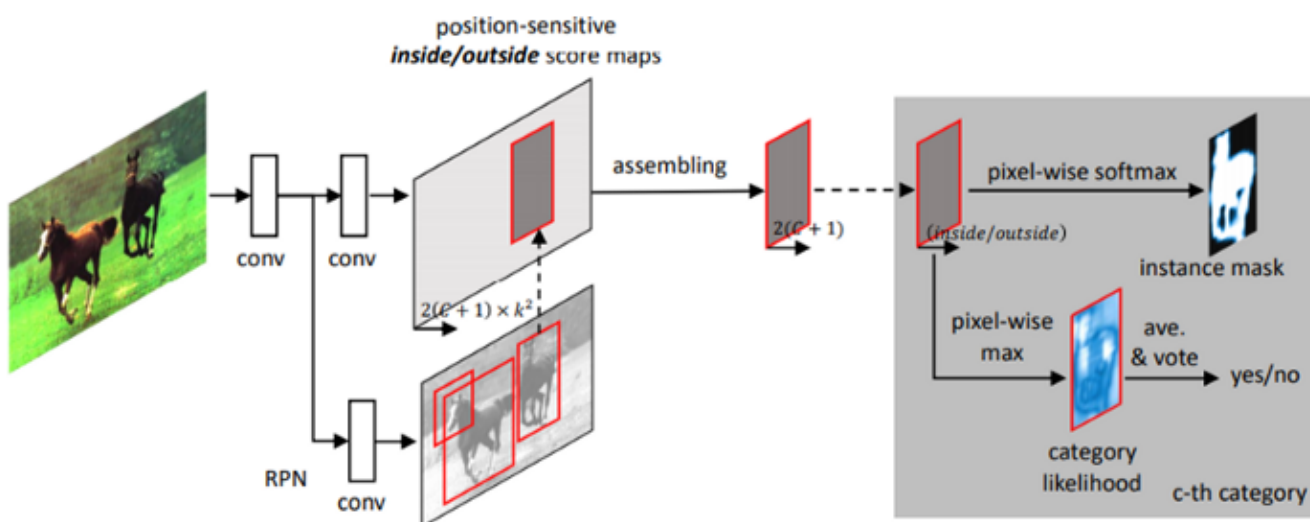 position-sensitive
inside/outside score maps
conv
conv
2(C + 1) × k²
assembling
2(C + 1)
(inside/outside)
pixel-wise softmax
instance mask
pixel-wise
max
ave.
& vote
yes/no
category
likelihood
c-th category
RPN
conv